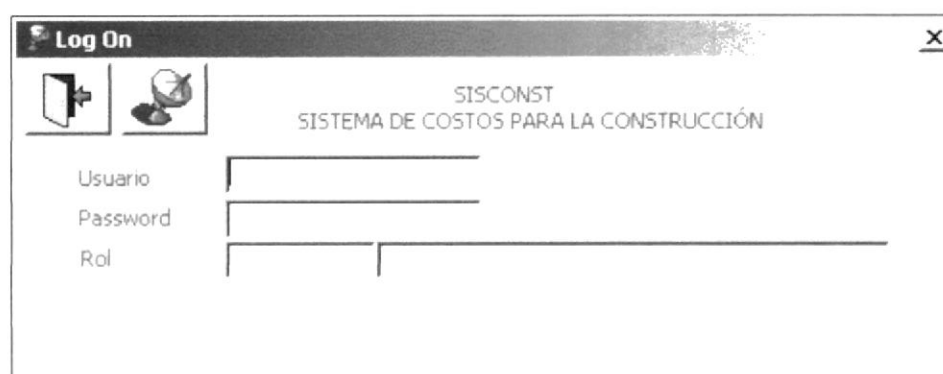 Log On
SISCONST
SISTEMA DE COSTOS PARA LA CONSTRUCCIÓN
Usuario
Password
Rol